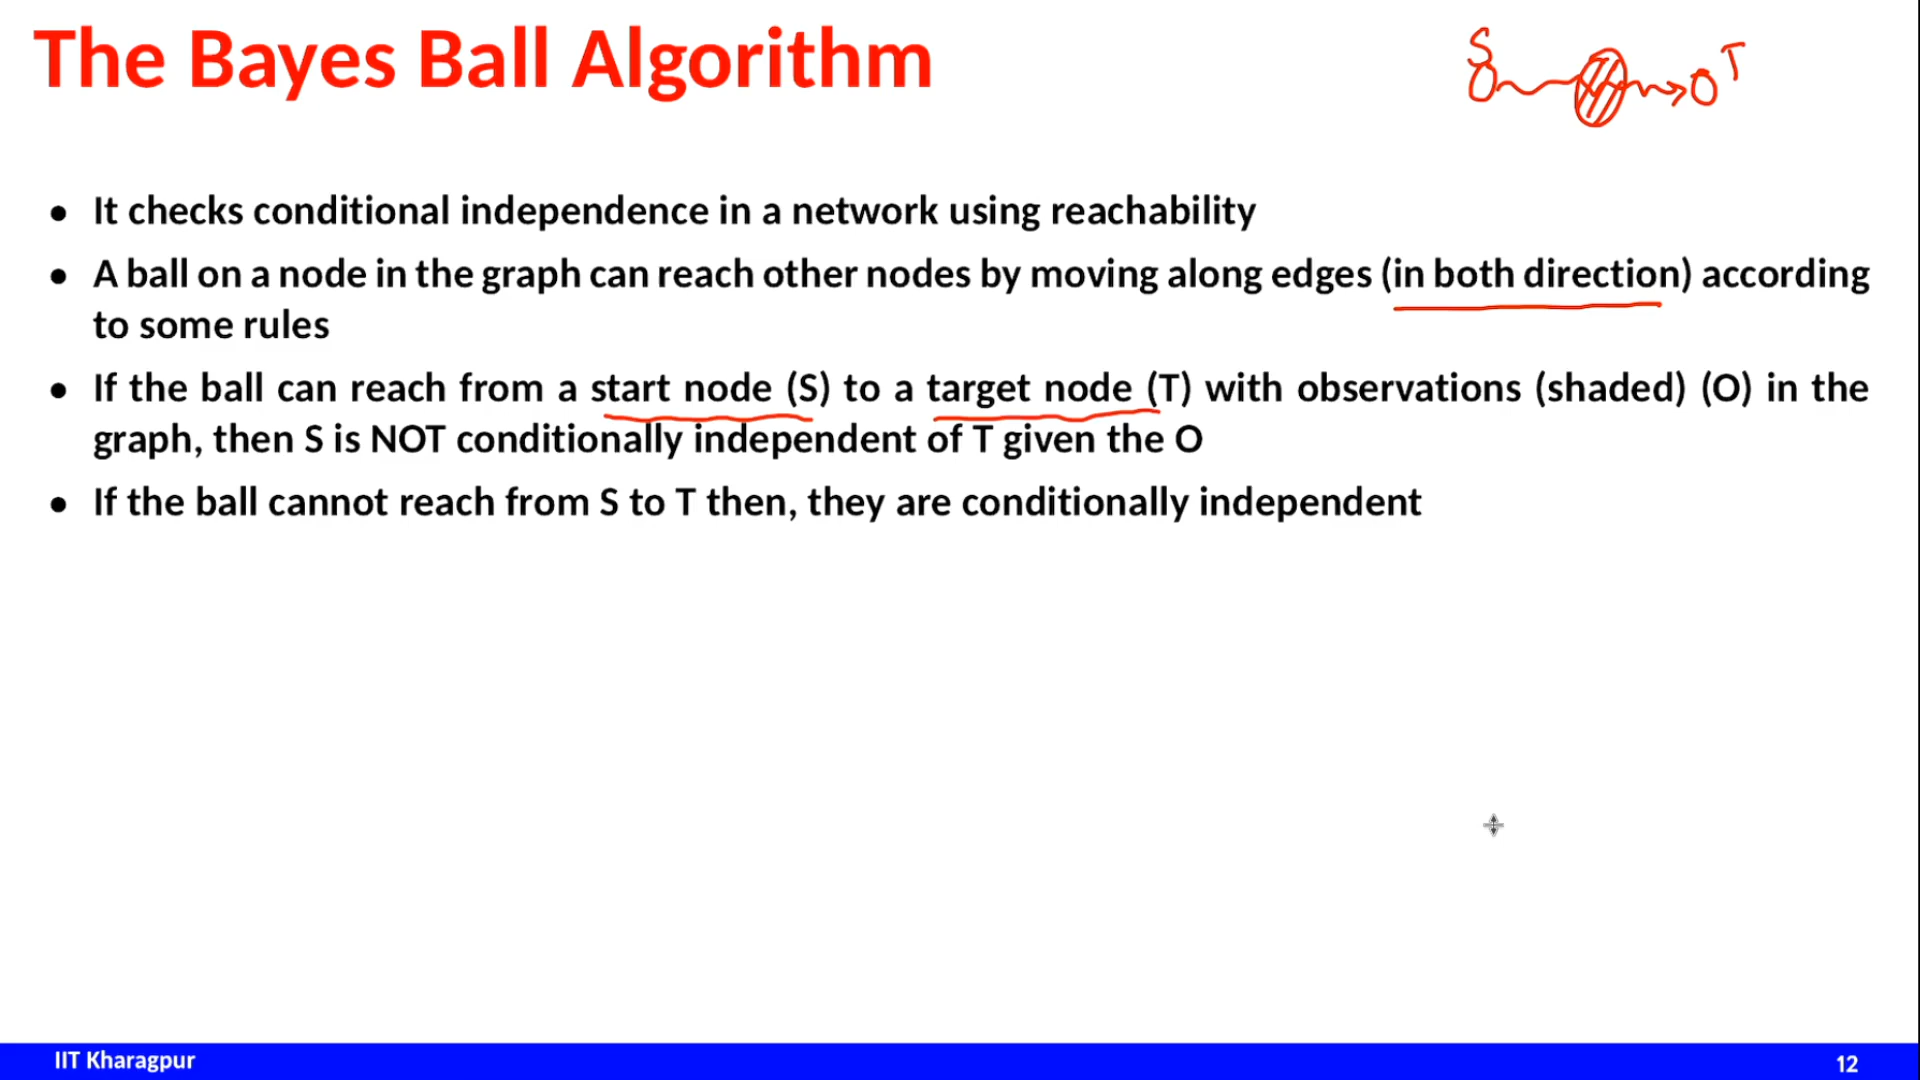 The Bayes Ball Algorithm
S
T
• It checks conditional independence in a network using reachability
• A ball on a node in the graph can reach other nodes by moving along edges (in both direction) according
to some rules
• If the ball can reach from a start node (S) to a target node (T) with observations (shaded) (O) in the
graph, then S is NOT conditionally independent of T given the O
• If the ball cannot reach from S to T then, they are conditionally independent
IIT Kharagpur
12